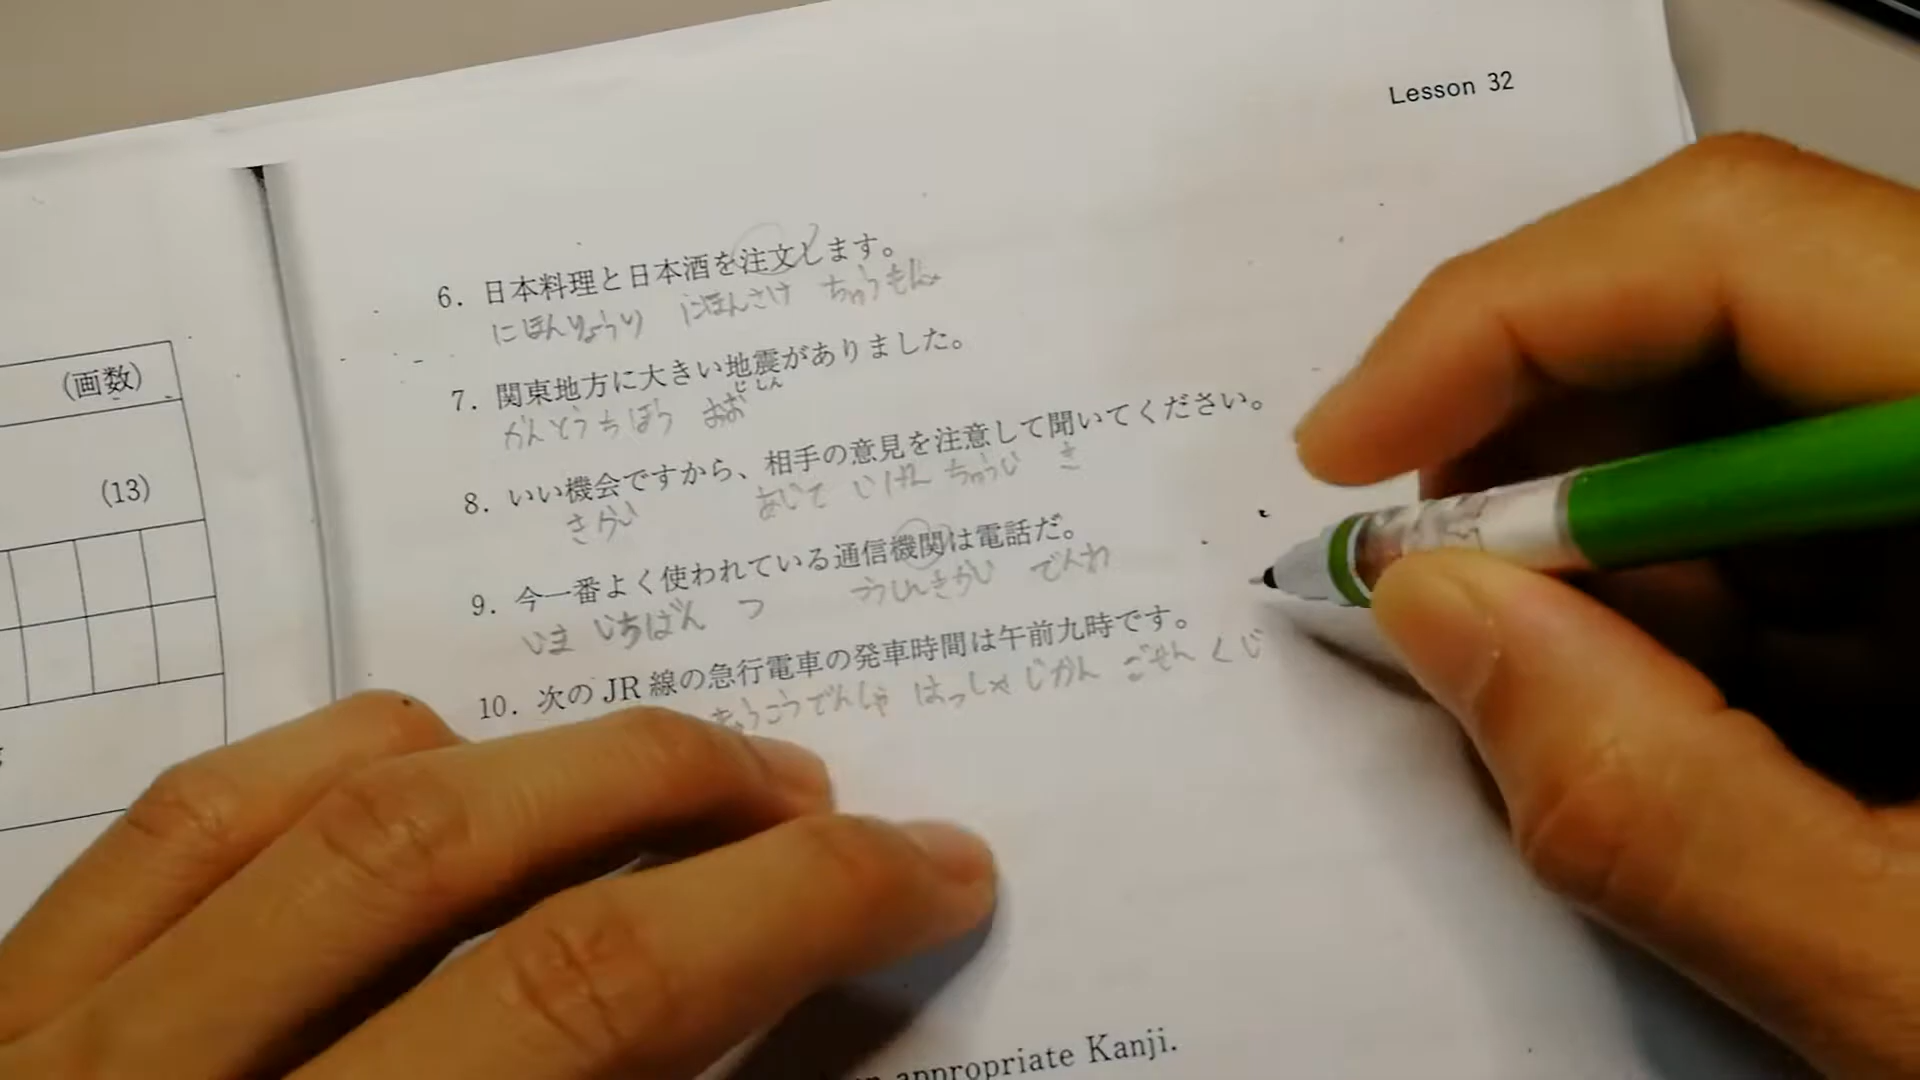 Lesson 32
(画数)
(13)
6. 日本料理と日本酒を注文します。
にほんりょうり にほんさけ ちゅうもん
7. 関東地方に大きい地震がありました。
じしん
かんとうちほう おお
8. いい機会ですから、相手の意見を注意して聞いてください。
きかい あいて いけん ちゅうい き
9. 今一番よく使われている通信機関は電話だ。
いま いちばん つ つうしんきかい でんわ
10. 次の JR 線の急行電車の発車時間は午前九時です。
きゅうこうでんしゃ はっしゃ じかん ごぜん くじ
appropriate Kanji.